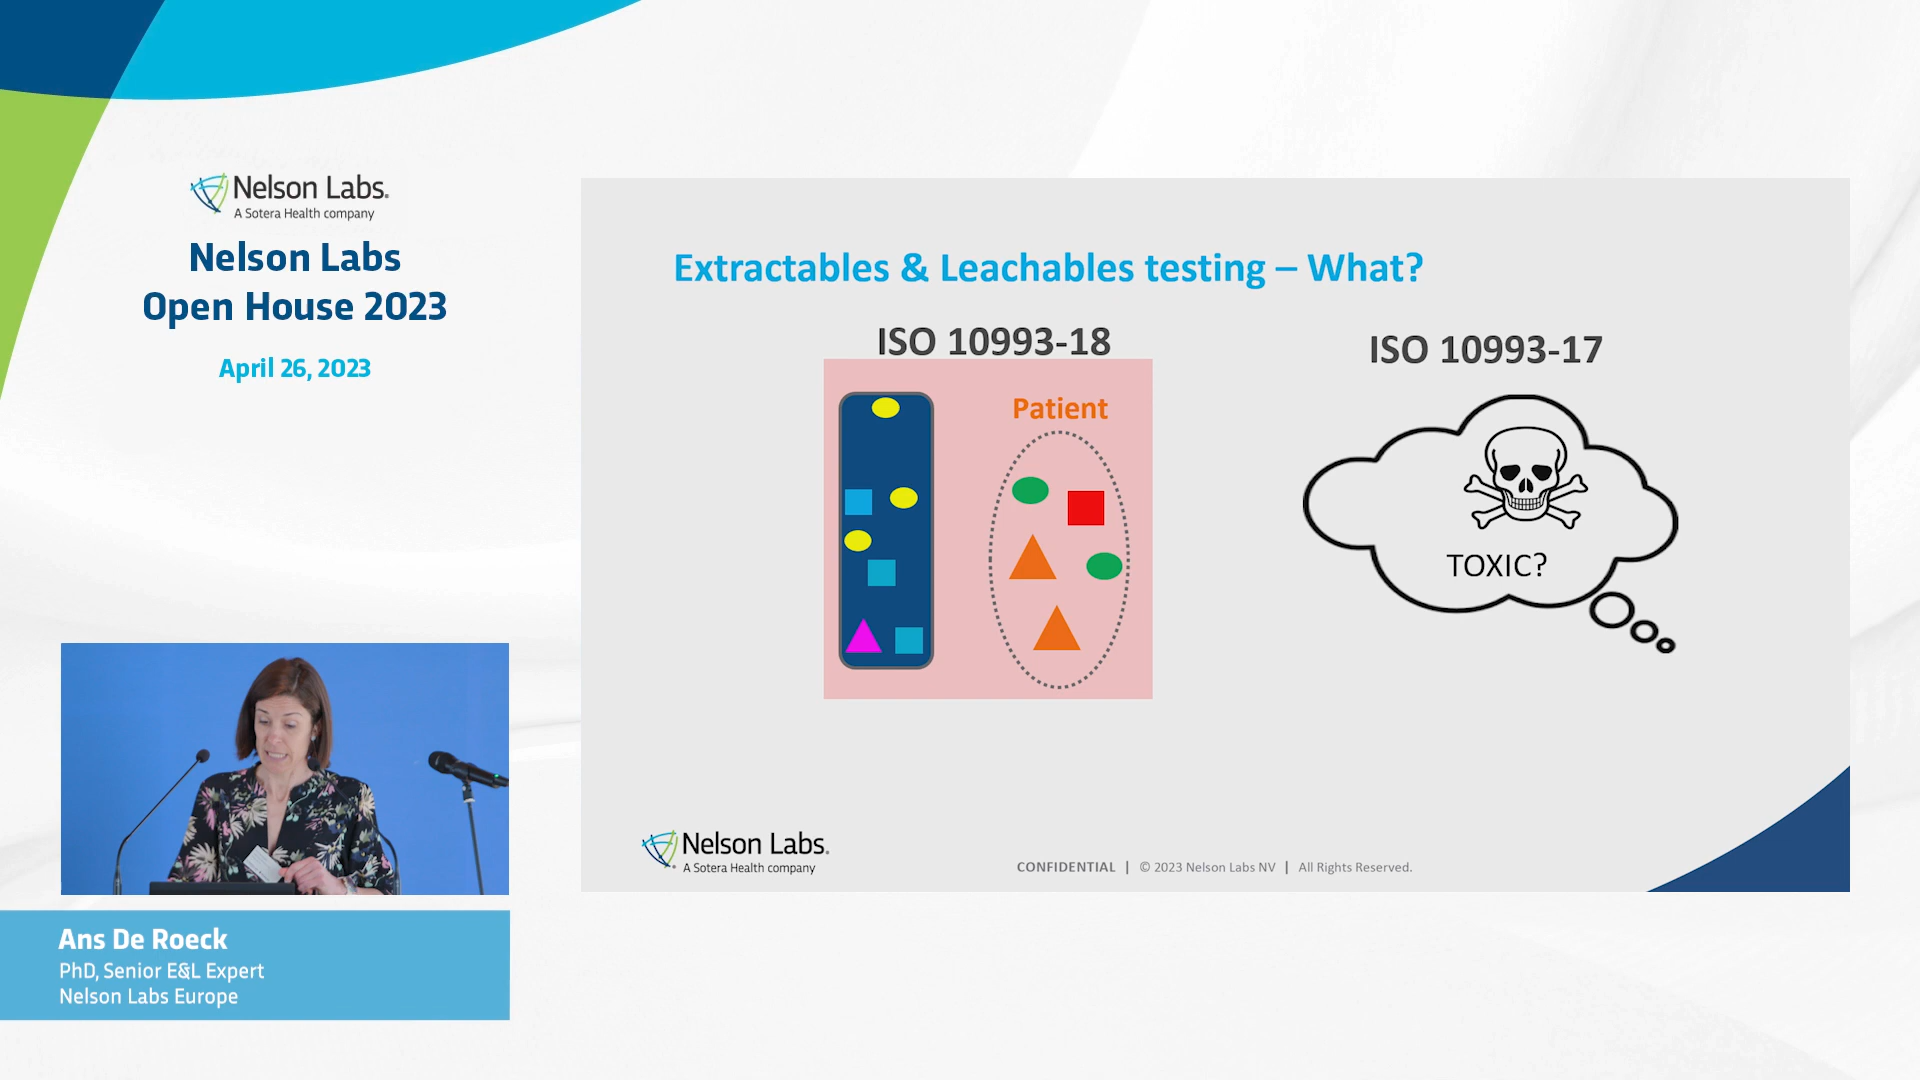 Nelson Labs.
A Sotera Health company
Nelson Labs
Open House 2023
April 26, 2023
Extractables & Leachables testing – What?
ISO 10993-18
ISO 10993-17
Patient
TOXIC?
Nelson Labs.
A Sotera Health company
CONFIDENTIAL | © 2023 Nelson Labs NV | All Rights Reserved.
Ans De Roeck
PhD, Senior E&L Expert
Nelson Labs Europe